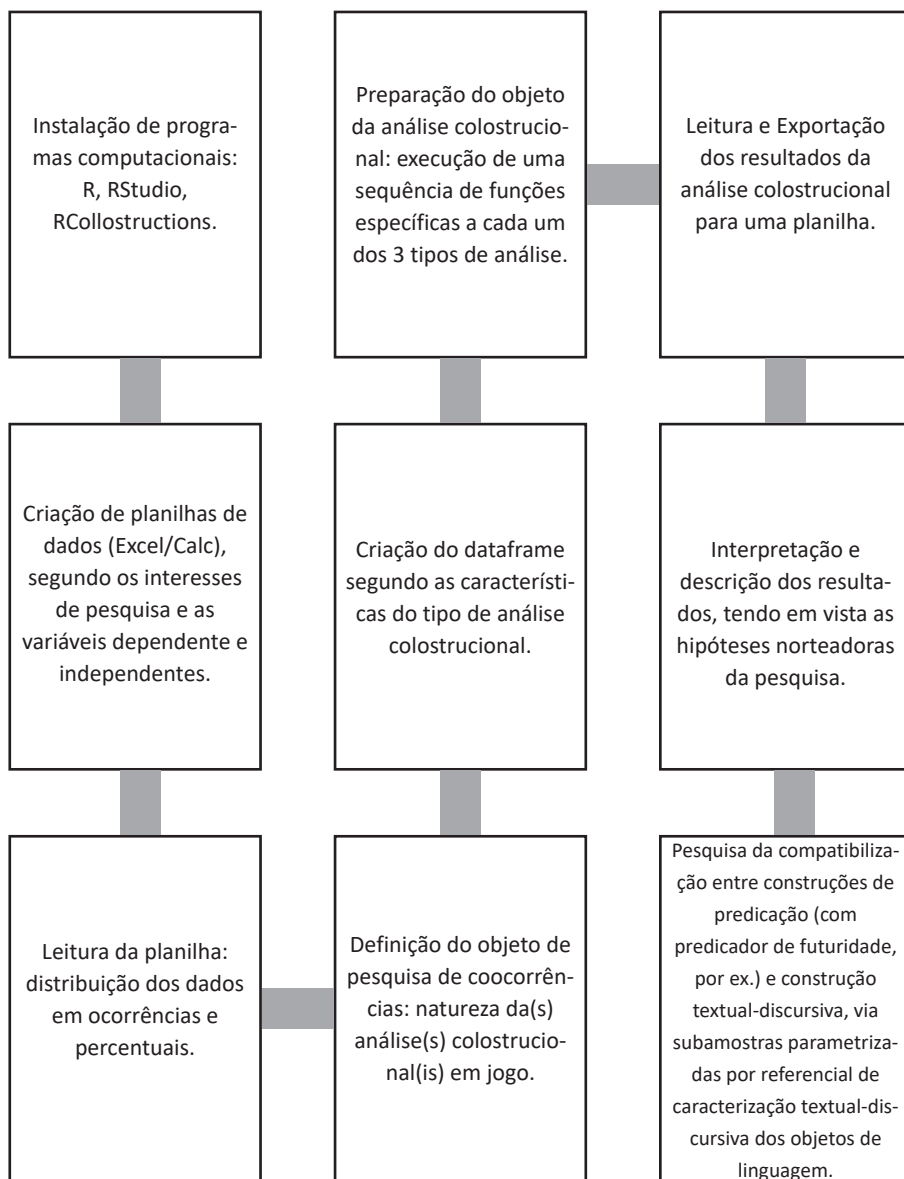 Instalação de progra-
mas computacionais:
R, RStudio,
RCollostructions.
Criação de planilhas de
dados (Excel/Calc),
segundo os interesses
de pesquisa e as
variáveis dependente e
independentes.
Leitura da planilha:
distribuição dos dados
em ocorrências e
percentuais.
Definição do objeto de
pesquisa de coocorrên-
cias: natureza da(s)
análise(s) colostrucio-
nal(is) em jogo.
Criação do dataframe
segundo as característi-
cas do tipo de análise
colostrucional.
Preparação do objeto
da análise colostrucio-
nal: execução de uma
sequência de funções
específicas a cada um
dos 3 tipos de análise.
Leitura e Exportação
dos resultados da
análise colostrucional
para uma planilha.
Interpretação e
descrição dos resulta-
dos, tendo em vista as
hipóteses norteadoras
da pesquisa.
Pesquisa da compatibiliza-
ção entre construções de
predicação (com
predicador de futuridade,
por ex.) e construção
textual-discursiva, via
subamostras parametriza-
das por referencial de
caracterização textual-dis-
cursiva dos objetos de
linguagem.